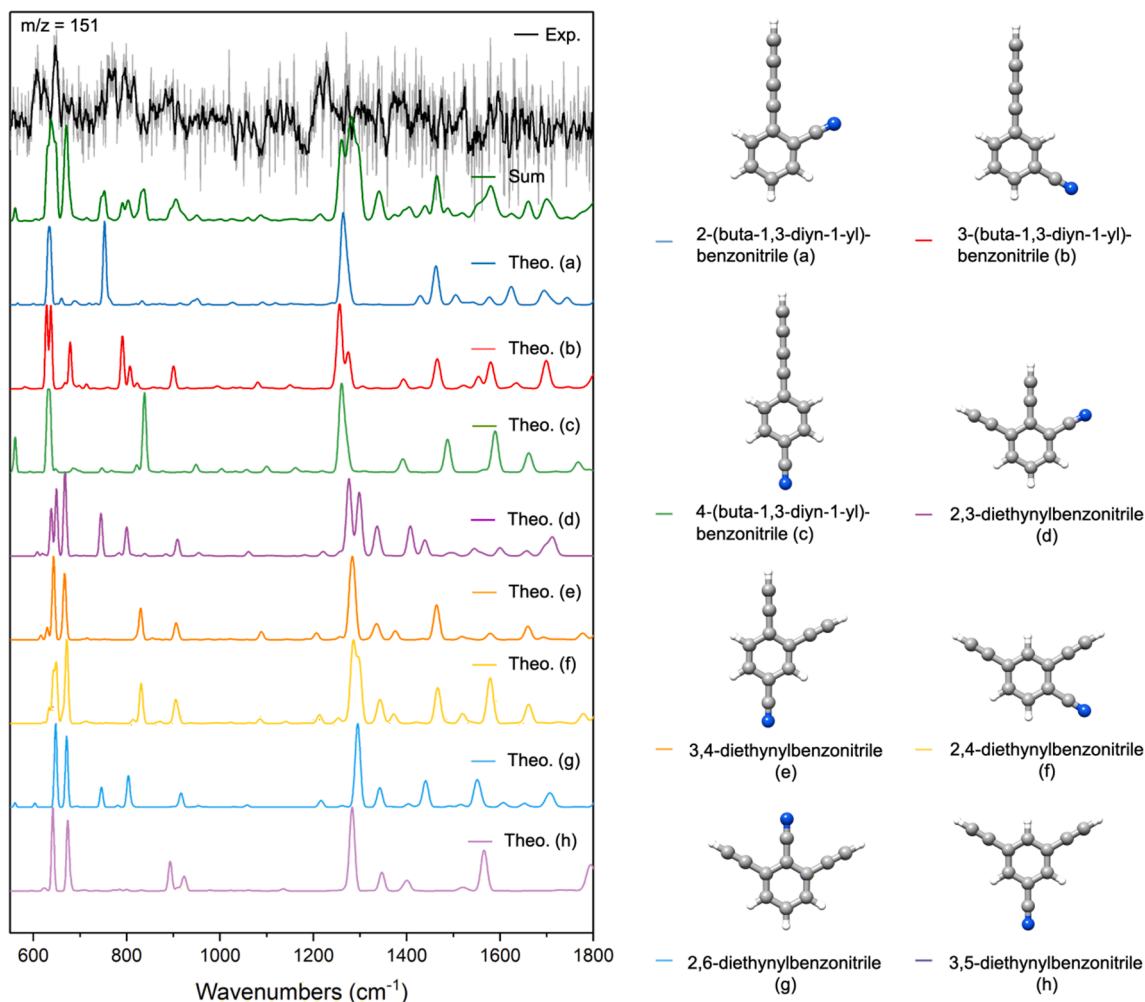 m/z = 151
Exp.
Sum
Theo. (a)
Theo. (b)
Theo. (c)
Theo. (d)
Theo. (e)
Theo. (f)
Theo. (g)
Theo. (h)
600 800 1000 1200 1400 1600 1800
Wavenumbers (cm⁻¹)
2-(buta-1,3-diyn-1-yl)-
benzonitrile (a)
3-(buta-1,3-diyn-1-yl)-
benzonitrile (b)
4-(buta-1,3-diyn-1-yl)-
benzonitrile (c)
2,3-diethynylbenzonitrile
(d)
3,4-diethynylbenzonitrile
(e)
2,4-diethynylbenzonitrile
(f)
2,6-diethynylbenzonitrile
(g)
3,5-diethynylbenzonitrile
(h)